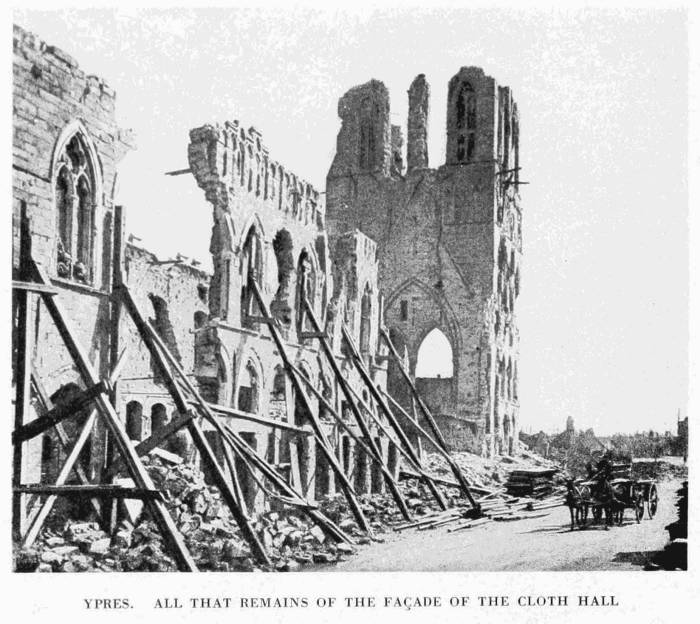 YPRES. ALL THAT REMAINS OF THE FAÇADE OF THE CLOTH HALL